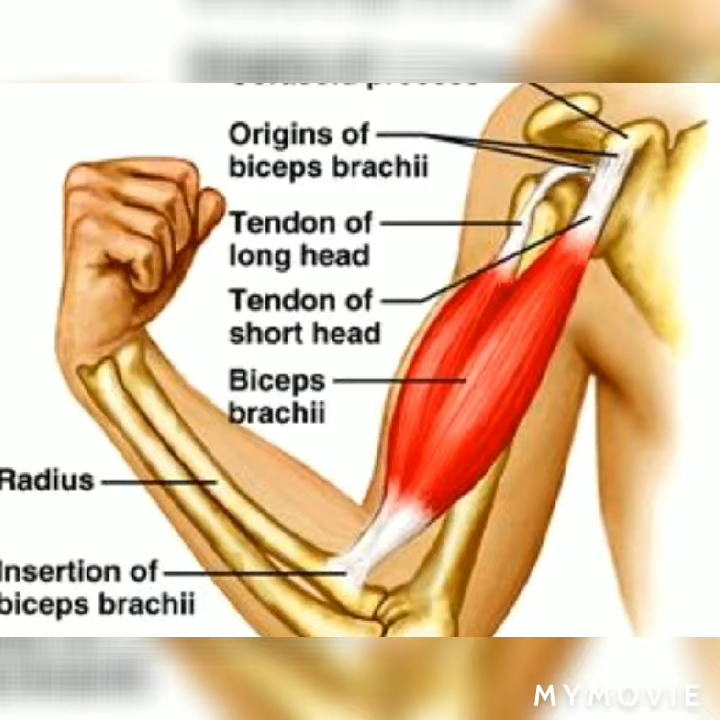 Origins of
biceps brachii
Tendon of
long head
Tendon of
short head
Biceps
brachii
Radius
Insertion of
biceps brachii
MYMOVIE